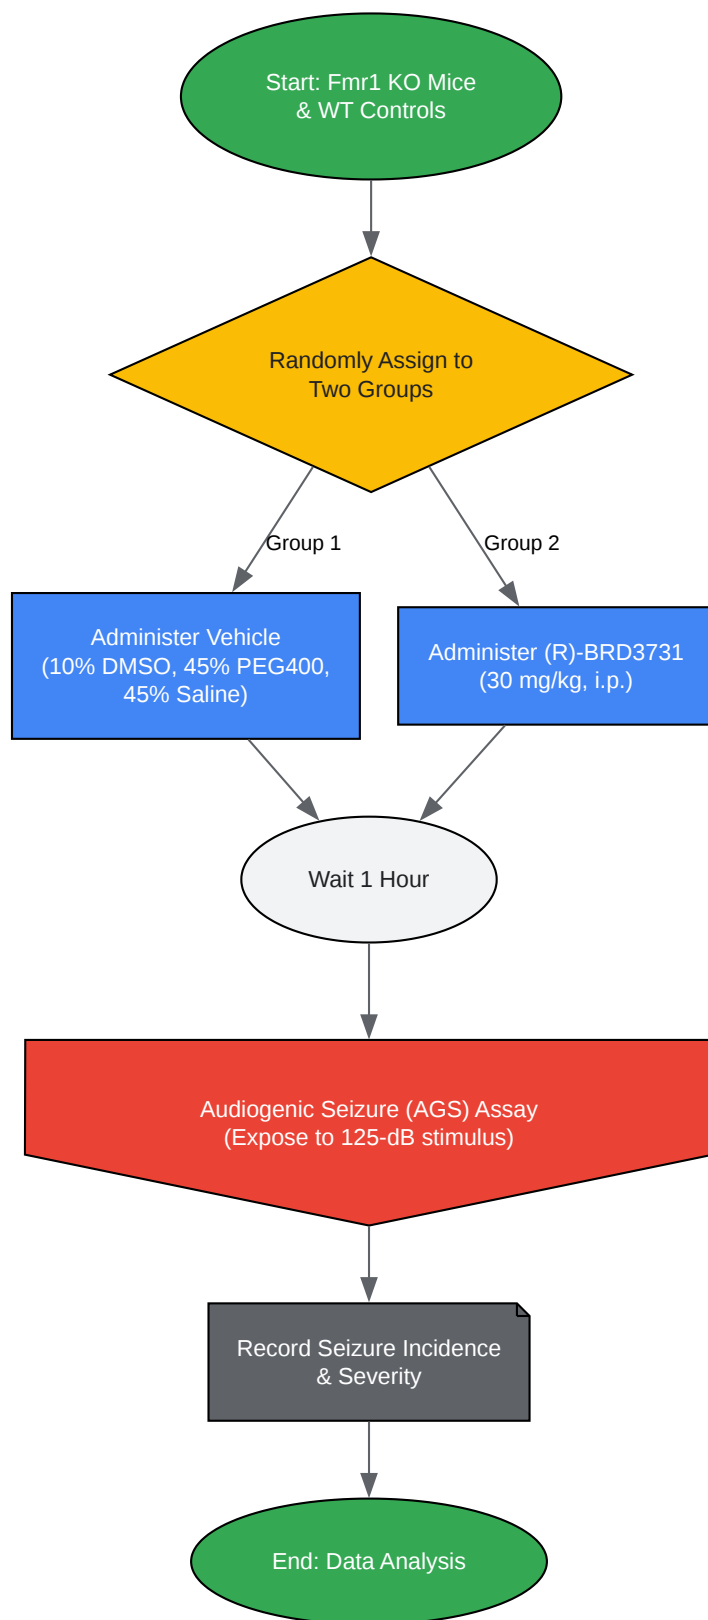 Start: Fmr1 KO Mice
& WT Controls
Randomly Assign to
Two Groups
Group 1
Group 2
Administer Vehicle
(10% DMSO, 45% PEG400,
45% Saline)
Administer (R)-BRD3731
(30 mg/kg, i.p.)
Wait 1 Hour
Audiogenic Seizure (AGS) Assay
(Expose to 125-dB stimulus)
Record Seizure Incidence
& Severity
End: Data Analysis